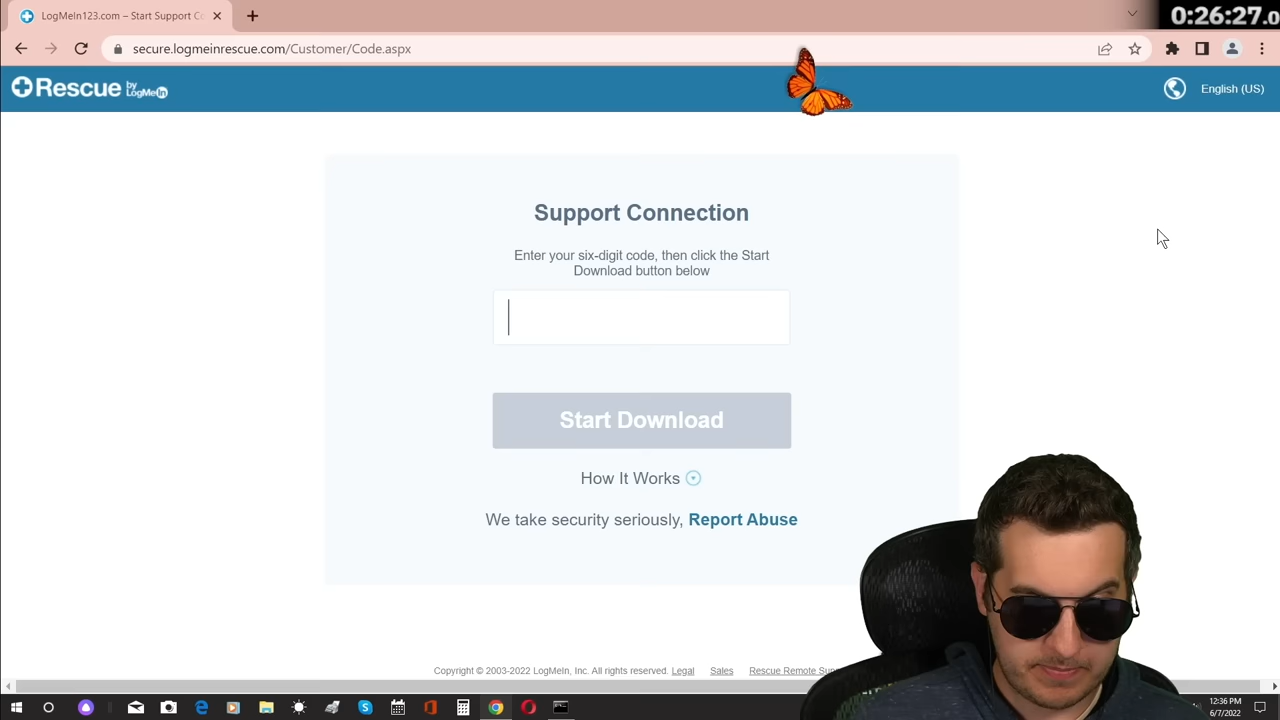 LogMeIn123.com – Start Support C
0:26:27.0
secure.logmeinrescue.com/Customer/Code.aspx
Rescue by LogMeIn
English (US)
Support Connection
Enter your six-digit code, then click the Start
Download button below
Start Download
How It Works
We take security seriously, Report Abuse
Copyright © 2003-2022 LogMeIn, Inc. All rights reserved. Legal Sales Rescue Remote
12:36 PM
6/7/2022